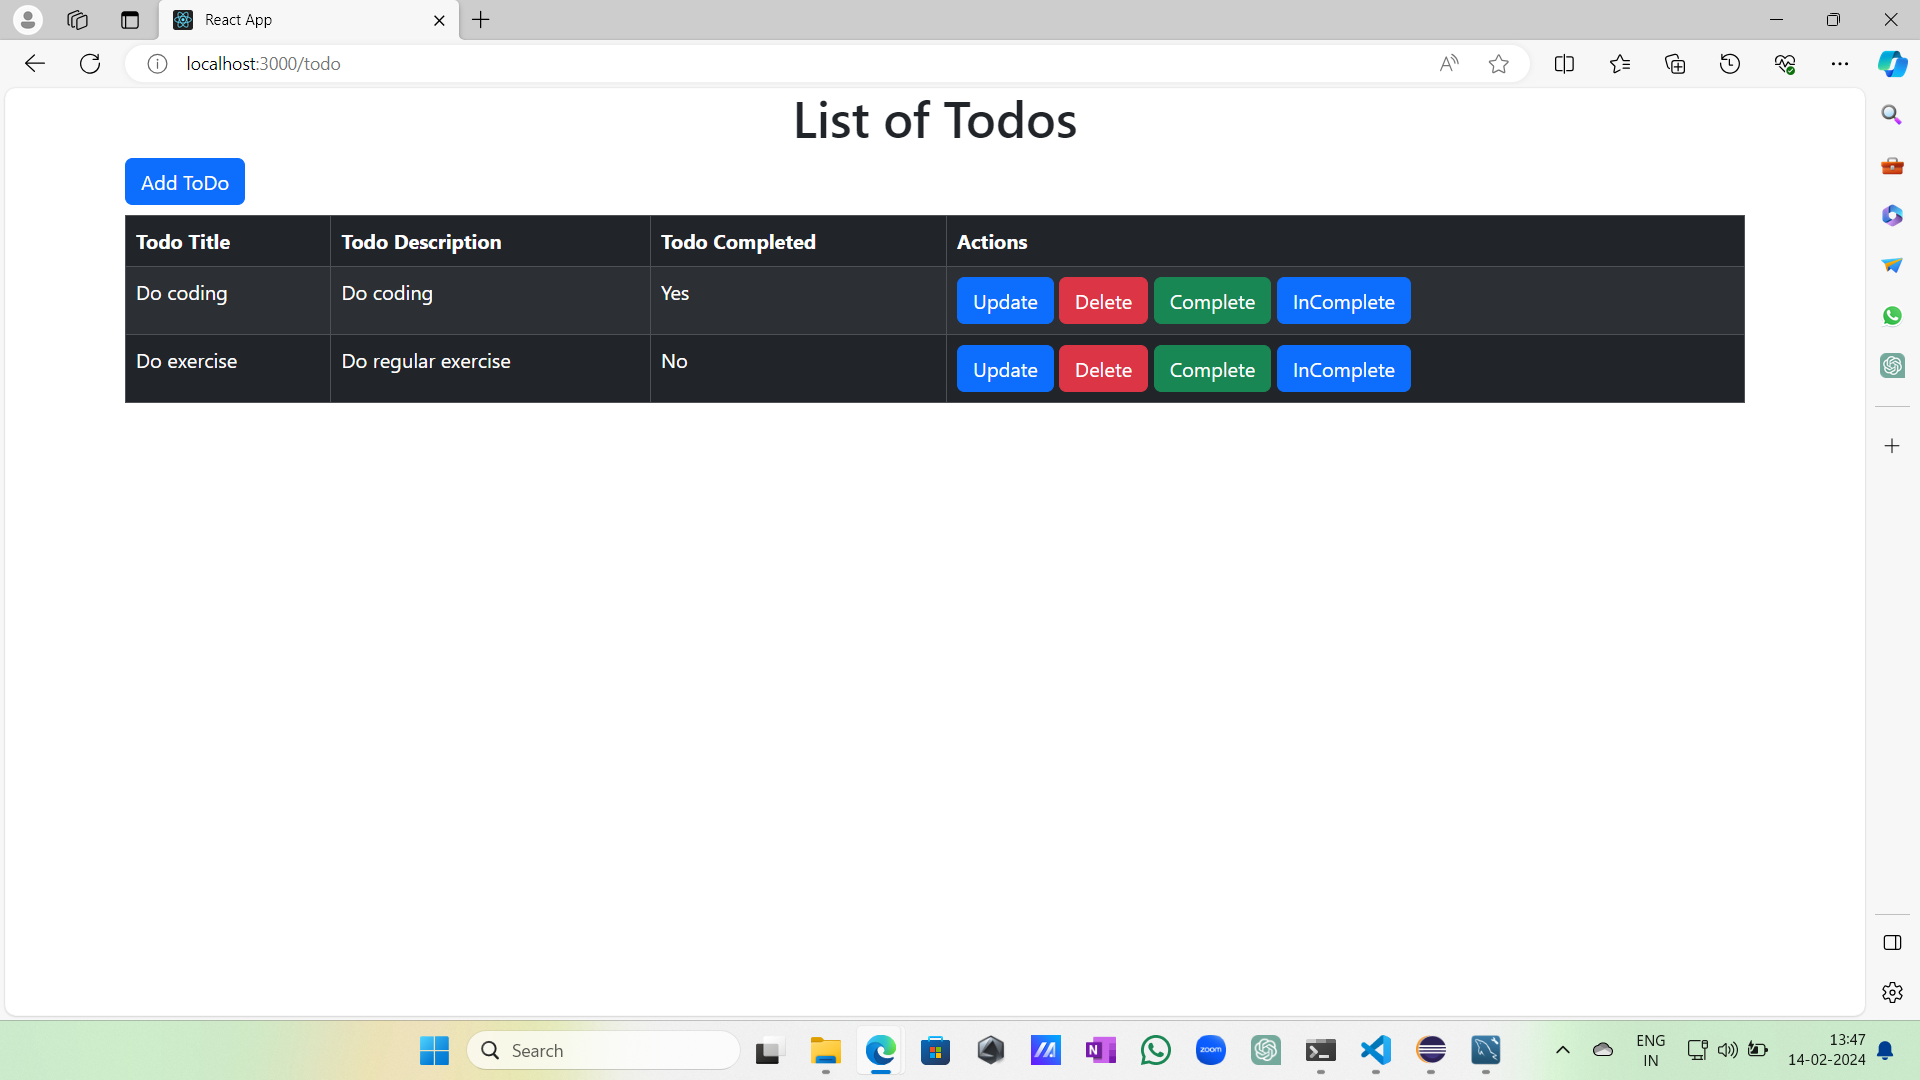 React App
localhost:3000/todo
List of Todos
Add ToDo
Todo Title Todo Description Todo Completed Actions
Do coding Do coding Yes Update Delete Complete InComplete
Do exercise Do regular exercise No Update Delete Complete InComplete
Search
zoom
ENG
IN
13:47
14-02-2024